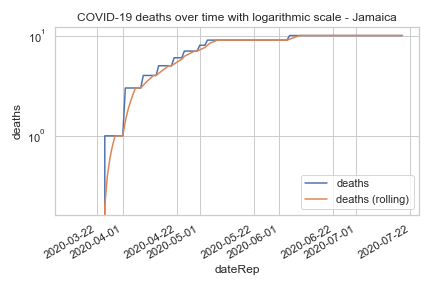 COVID-19 deaths over time with logarithmic scale - Jamaica
10¹
10⁰
deaths
deaths
deaths (rolling)
2020-03-22
2020-04-01
2020-04-22
2020-05-01
2020-05-22
2020-06-01
2020-06-22
2020-07-01
2020-07-22
dateRep